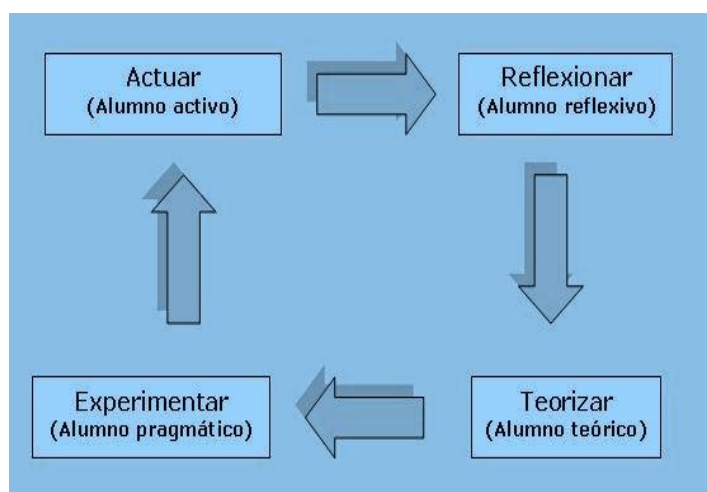 Actuar
(Alumno activo)
Reflexionar
(Alumno reflexivo)
Experimentar
(Alumno pragmático)
Teorizar
(Alumno teórico)